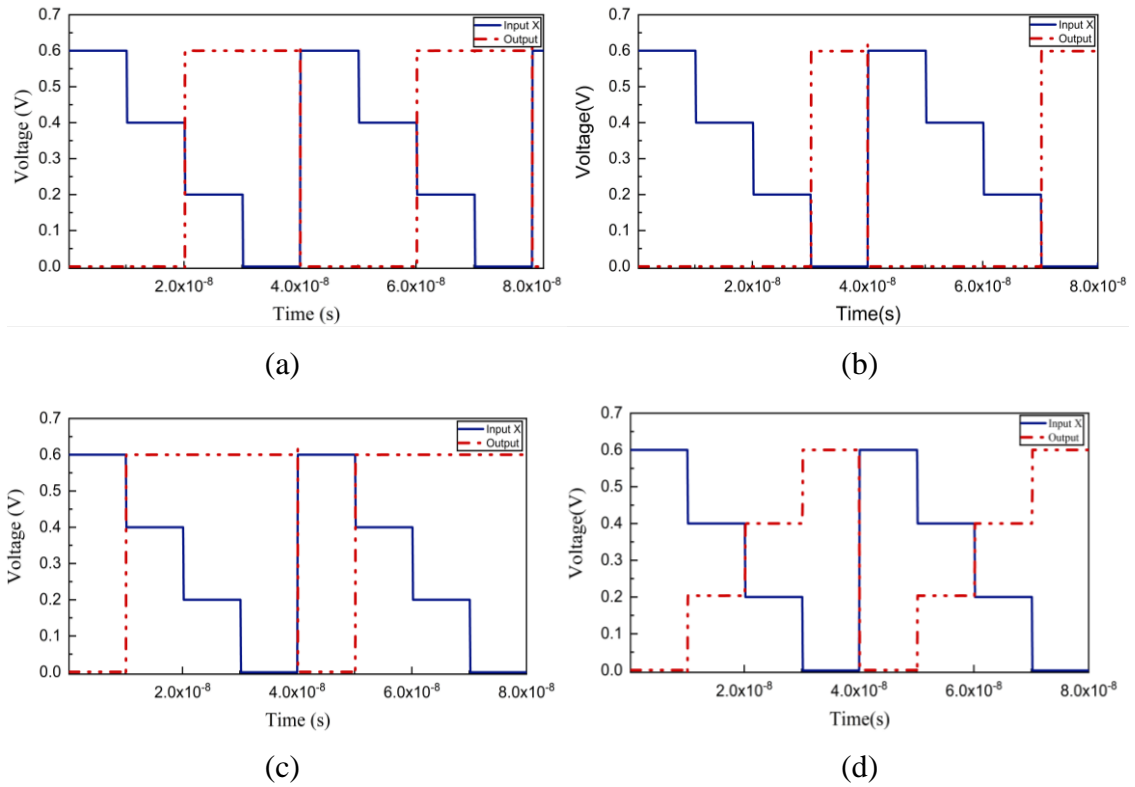 0.7
0.6
0.5
0.4
0.3
0.2
0.1
0.0
Voltage (V)
Input X
Output
2.0x10⁻⁸ 4.0x10⁻⁸ 6.0x10⁻⁸ 8.0x10⁻⁸
Time (s)
(a)
0.7
0.6
0.5
0.4
0.3
0.2
0.1
0.0
Voltage(V)
Input X
Output
2.0x10⁻⁸ 4.0x10⁻⁸ 6.0x10⁻⁸ 8.0x10⁻⁸
Time(s)
(b)
0.7
0.6
0.5
0.4
0.3
0.2
0.1
0.0
Voltage (V)
Input X
Output
2.0x10⁻⁸ 4.0x10⁻⁸ 6.0x10⁻⁸ 8.0x10⁻⁸
Time (s)
(c)
0.7
0.6
0.5
0.4
0.3
0.2
0.1
0.0
Voltage(V)
Input X
Output
2.0x10⁻⁸ 4.0x10⁻⁸ 6.0x10⁻⁸ 8.0x10⁻⁸
Time(s)
(d)